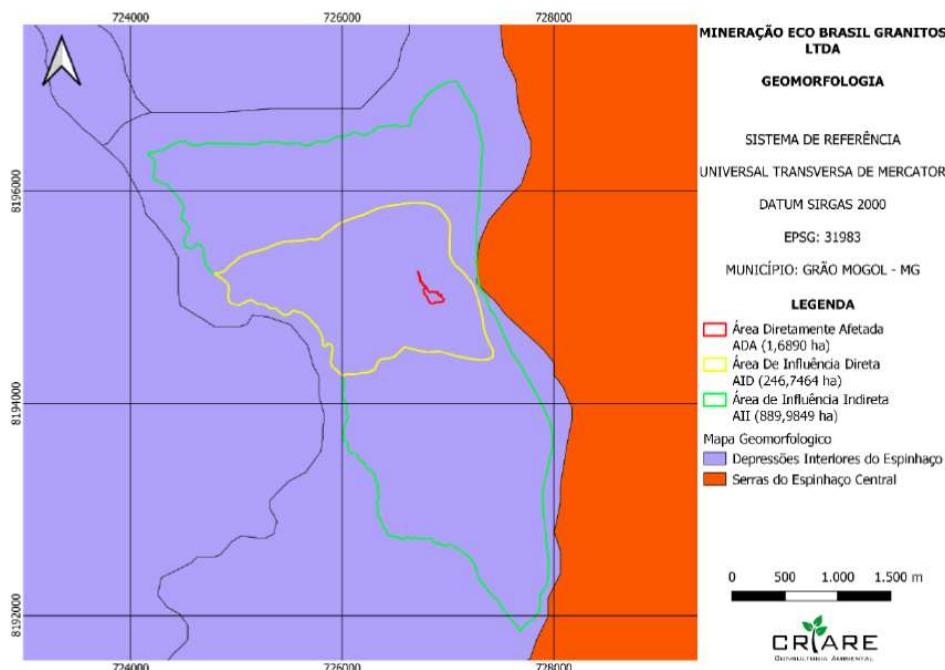 724000
726000
728000
8196000
8194000
8192000
724000
726000
728000
MINERAÇÃO ECO BRASIL GRANITOS
LTDA
GEOMORFOLOGIA
SISTEMA DE REFERÊNCIA
UNIVERSAL TRANSVERSA DE MERCATOR
DATUM SIRGAS 2000
EPSG: 31983
MUNICÍPIO: GRÃO MOGOL - MG
LEGENDA
Área Diretamente Afetada
ADA (1,6890 ha)
Área De Influência Direta
AID (246,7464 ha)
Área de Influência Indireta
AII (889,9849 ha)
Mapa Geomorfologico
Depressões Interiores do Espinhaço
Serras do Espinhaço Central
0 500 1.000 1.500 m
CRIARE
CONSULTORIA AMBIENTAL